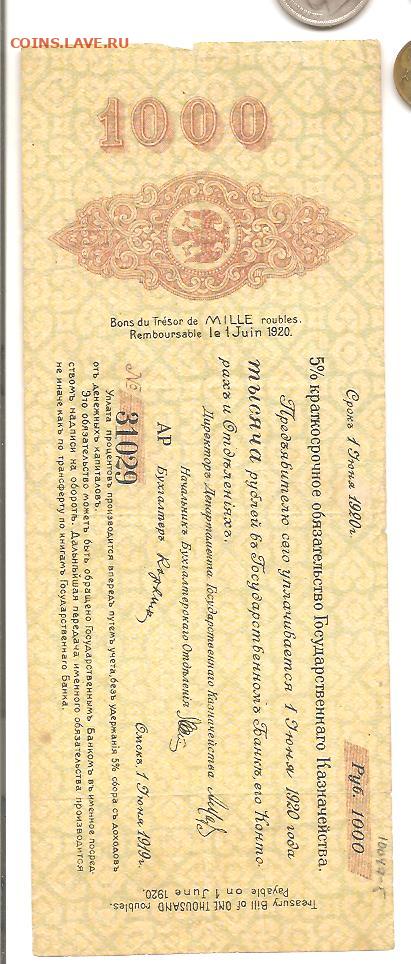 COINS.LAVE.RU
1000
Bons du Trésor de MILLE roubles.
Remboursable le 1 Juin 1920.
Срокъ 1 Июня 1920г.
Руб. 1000
5% краткосрочное обязательство Государственнаго Казначейства.
Предъявителю сего уплачивается 1 Июня 1920 года
тысяча рублей въ Государственномъ Банкѣ, его Конто-
рахъ и Отдѣленіяхъ.
Директоръ Департамента Государственнаго Казначейства
Начальникъ Бухгалтерскаго Отдѣленія
АР
Бухгалтеръ
№ 31029
Омскъ, 1 Июня 1919г.
Уплата процентовъ производится впередъ путемъ учета, безъ удержанія 5% сбора съ доходовъ
отъ денежныхъ капиталовъ.
Это обязательство можетъ быть обращено Государственнымъ Банкомъ въ именное посред-
ствомъ надписи на оборотѣ. Дальнѣйшая передача именного обязательства производится
не иначе какъ по трансферту по книгамъ Государственнаго Банка.
Treasury Bill of ONE THOUSAND roubles.
Payable on 1 June 1920.